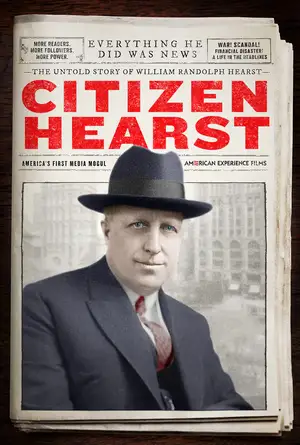 MORE READERS.
MORE FOLLOWERS.
MORE POWER.
EVERYTHING HE
DID WAS NEWS
WAR! SCANDAL!
FINANCIAL DISASTER!
A LIFE IN THE HEADLINES
THE UNTOLD STORY OF WILLIAM RANDOLPH HEARST
CITIZEN
HEARST
AMERICA'S FIRST MEDIA MOGUL
AMERICAN EXPERIENCE FILMS